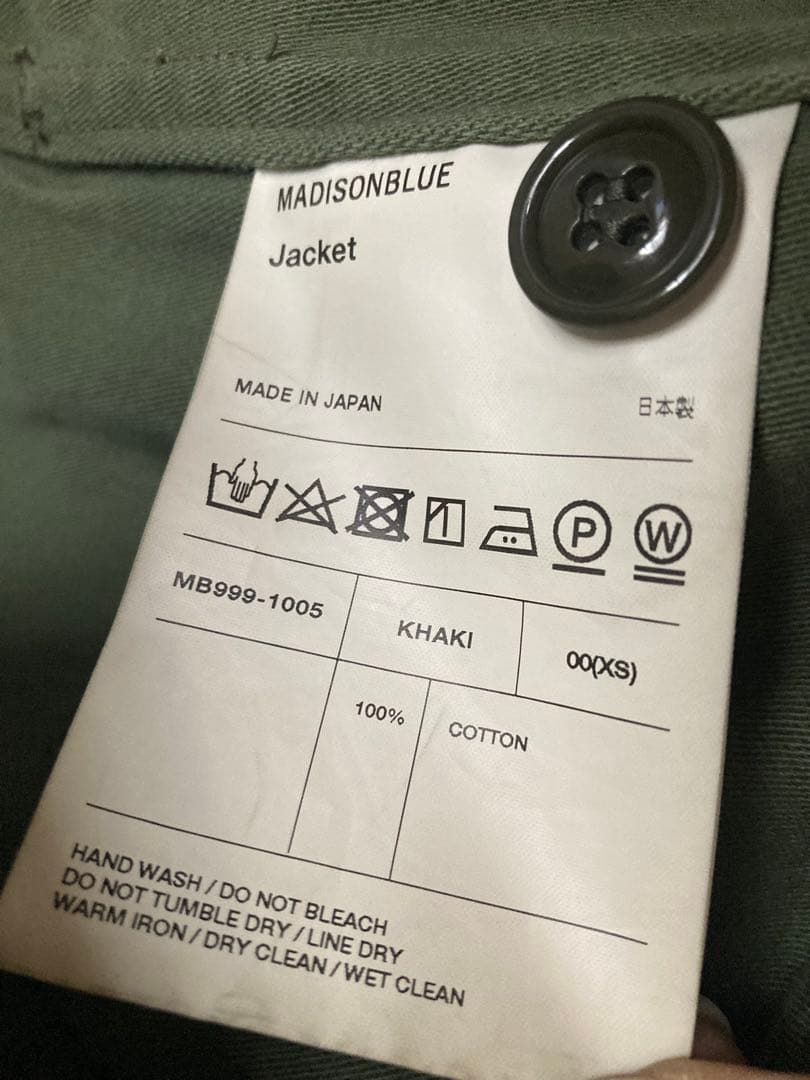 MADISONBLUE
Jacket
MADE IN JAPAN 日本製
P W
MB999-1005 KHAKI 00(XS)
100% COTTON
HAND WASH / DO NOT BLEACH
DO NOT TUMBLE DRY / LINE DRY
WARM IRON / DRY CLEAN / WET CLEAN